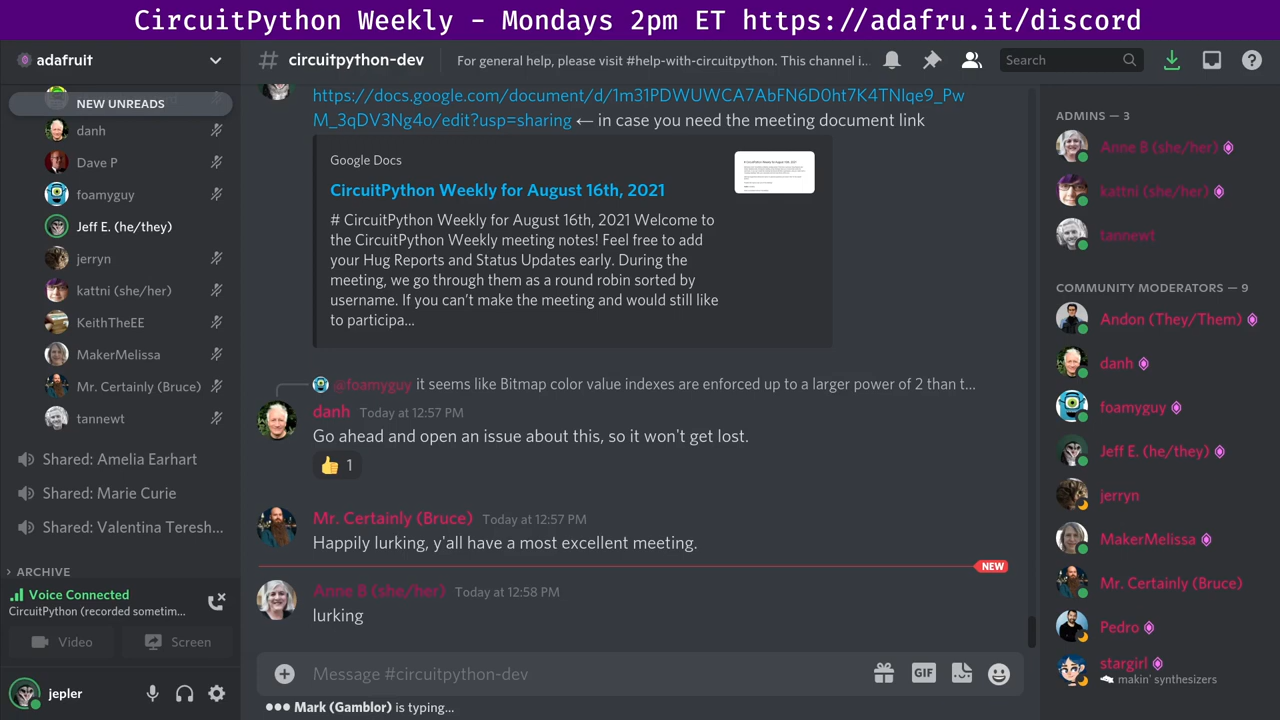 CircuitPython Weekly - Mondays 2pm ET https://adafru.it/discord
adafruit
NEW UNREADS
danh
Dave P
foamyguy
Jeff E. (he/they)
jerryn
kattni (she/her)
KeithTheEE
MakerMelissa
Mr. Certainly (Bruce)
tannewt
Shared: Amelia Earhart
Shared: Marie Curie
Shared: Valentina Teresh...
ARCHIVE
Voice Connected
CircuitPython (recorded sometim...
Video
Screen
jepler
# circuitpython-dev
For general help, please visit #help-with-circuitpython. This channel i...
Search
https://docs.google.com/document/d/1m31PDWUWCA7AbFN6D0ht7K4TNlqe9_Pw
M_3qDV3Ng4o/edit?usp=sharing ← in case you need the meeting document link
Google Docs
CircuitPython Weekly for August 16th, 2021
# CircuitPython Weekly for August 16th, 2021 Welcome to
the CircuitPython Weekly meeting notes! Feel free to add
your Hug Reports and Status Updates early. During the
meeting, we go through them as a round robin sorted by
username. If you can’t make the meeting and would still like
to participa...
@foamyguy it seems like Bitmap color value indexes are enforced up to a larger power of 2 than t...
danh Today at 12:57 PM
Go ahead and open an issue about this, so it won't get lost.
👍 1
Mr. Certainly (Bruce) Today at 12:57 PM
Happily lurking, y'all have a most excellent meeting.
NEW
Anne B (she/her) Today at 12:58 PM
lurking
Message #circuitpython-dev
GIF
Mark (Gamblor) is typing...
ADMINS — 3
Anne B (she/her)
kattni (she/her)
tannewt
COMMUNITY MODERATORS — 9
Andon (They/Them)
danh
foamyguy
Jeff E. (he/they)
jerryn
MakerMelissa
Mr. Certainly (Bruce)
Pedro
stargirl
makin' synthesizers